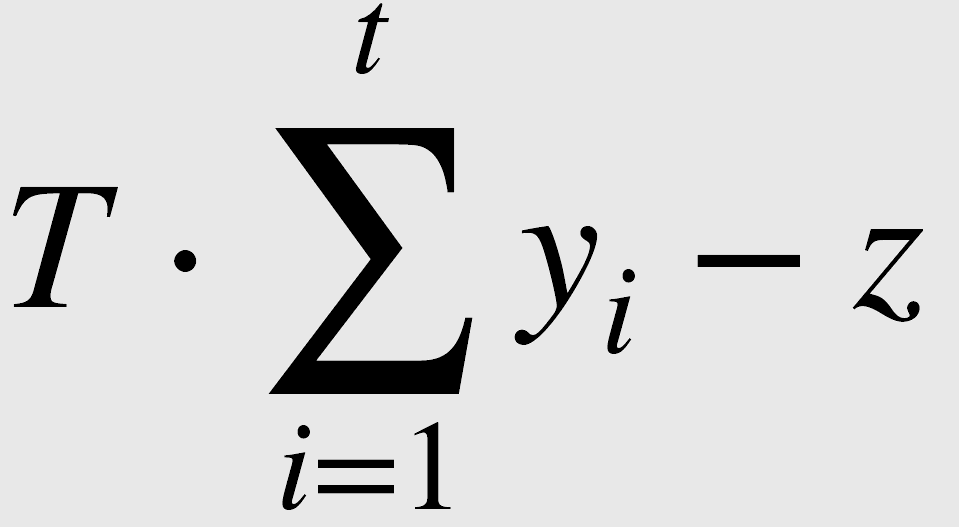 T · ∑_{i=1}^{t} y_i − z